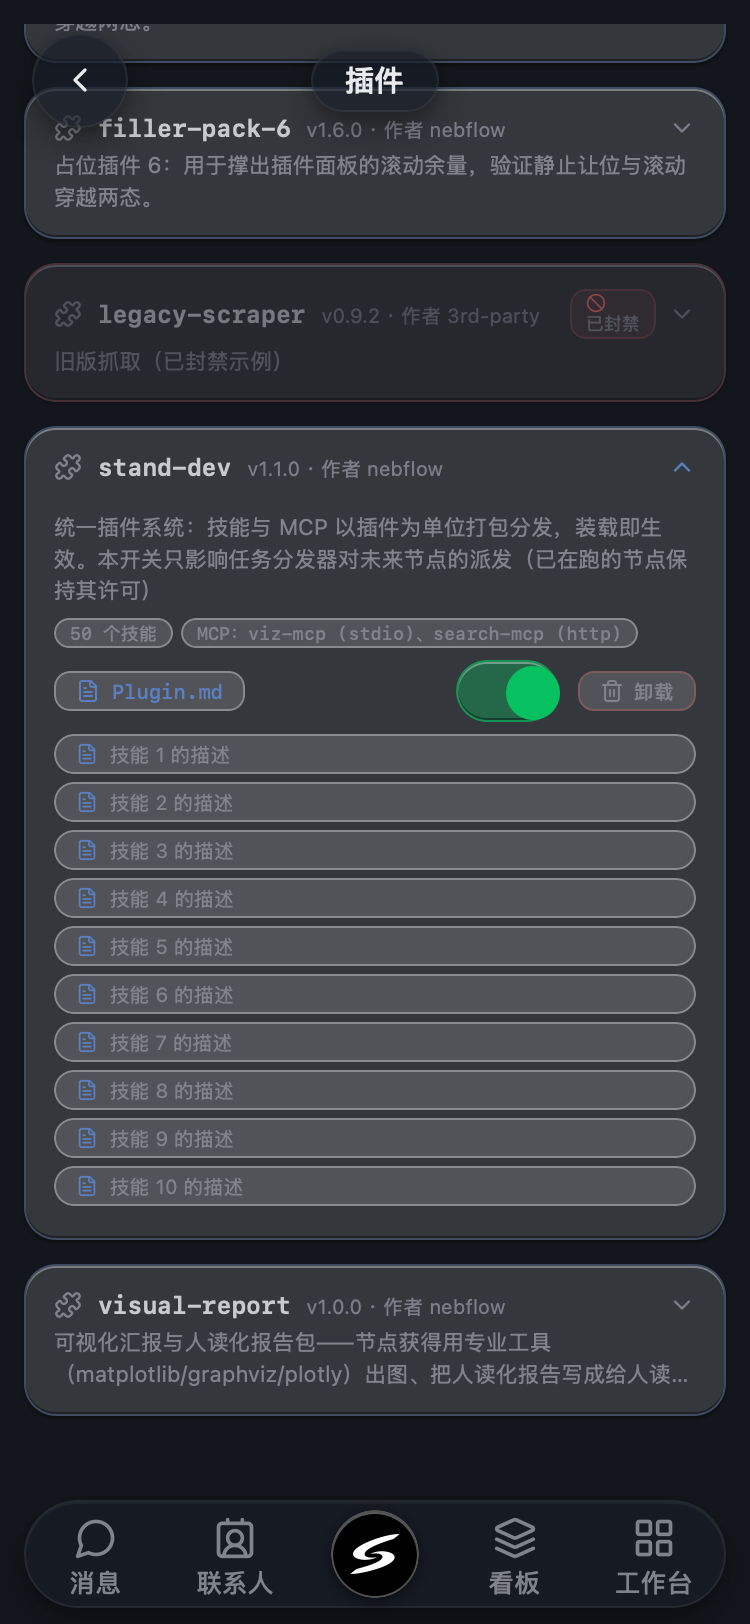 穿越两态。
插件
filler-pack-6 v1.6.0 · 作者 nebflow
占位插件 6：用于撑出插件面板的滚动余量，验证静止让位与滚动
穿越两态。
legacy-scraper v0.9.2 · 作者 3rd-party
已封禁
旧版抓取（已封禁示例）
stand-dev v1.1.0 · 作者 nebflow
统一插件系统：技能与 MCP 以插件为单位打包分发，装载即生
效。本开关只影响任务分发器对未来节点的派发（已在跑的节点保
持其许可）
50 个技能 MCP：viz-mcp (stdio)、search-mcp (http)
Plugin.md 卸载
技能 1 的描述
技能 2 的描述
技能 3 的描述
技能 4 的描述
技能 5 的描述
技能 6 的描述
技能 7 的描述
技能 8 的描述
技能 9 的描述
技能 10 的描述
visual-report v1.0.0 · 作者 nebflow
可视化汇报与人读化报告包——节点获得用专业工具
（matplotlib/graphviz/plotly）出图、把人读化报告写成给人读…
消息 联系人 看板 工作台